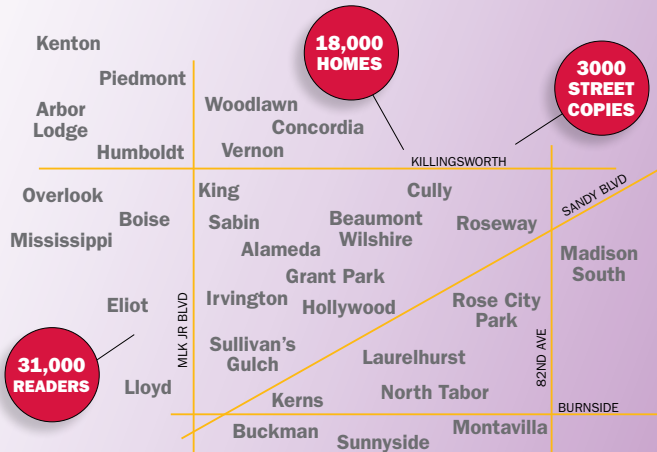 Kenton
18,000
HOMES
3000
STREET
COPIES
Piedmont
Arbor
Lodge
Woodlawn
Concordia
Humboldt
Vernon
KILLINGSWORTH
Overlook
King
Cully
SANDY BLVD
Boise
Sabin
Beaumont
Wilshire
Roseway
Mississippi
Alameda
Madison
South
Grant Park
Eliot
MLK JR BLVD
Irvington
Hollywood
Rose City
Park
31,000
READERS
Sullivan's
Gulch
Laurelhurst
82ND AVE
Lloyd
Kerns
North Tabor
BURNSIDE
Buckman
Sunnyside
Montavilla